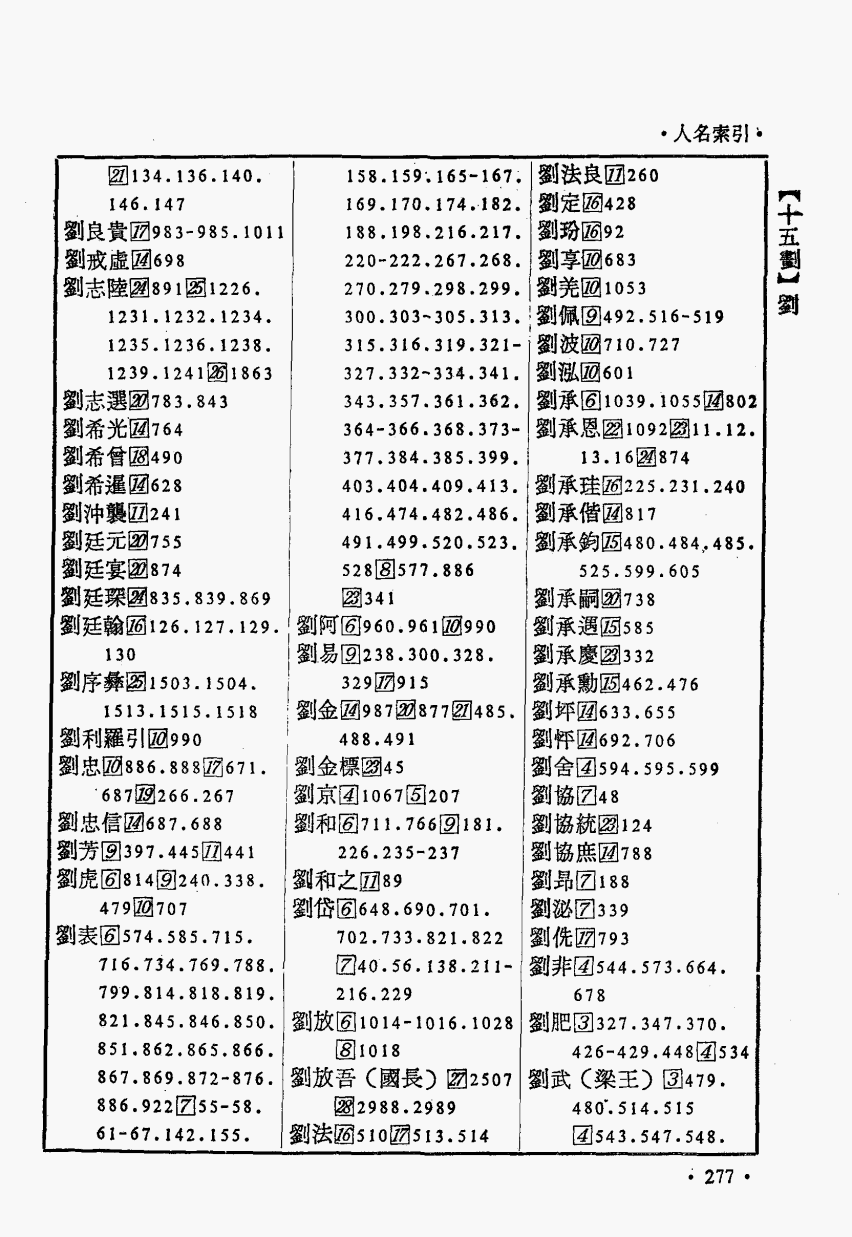 ·人名索引·
【十五劃】劉
[21]134.136.140.
146.147
劉良貴[17]983-985.1011
劉戒虛[14]698
劉志陸[24]891[25]1226.
1231.1232.1234.
1235.1236.1238.
1239.1241[26]1863
劉志選[20]783.843
劉希光[14]764
劉希曾[18]490
劉希暹[14]628
劉沖襲[11]241
劉廷元[20]755
劉廷宴[20]874
劉廷琛[24]835.839.869
劉廷翰[16]126.127.129.
130
劉序彝[25]1503.1504.
1513.1515.1518
劉利羅引[10]990
劉忠[10]886.888[17]671.
687[19]266.267
劉忠信[14]687.688
劉芳[9]397.445[11]441
劉虎[6]814[9]240.338.
479[10]707
劉表[6]574.585.715.
716.734.769.788.
799.814.818.819.
821.845.846.850.
851.862.865.866.
867.869.872-876.
886.922[7]55-58.
61-67.142.155.
158.159.165-167.
169.170.174.182.
188.198.216.217.
220-222.267.268.
270.279.298.299.
300.303~305.313.
315.316.319.321-
327.332~334.341.
343.357.361.362.
364-366.368.373-
377.384.385.399.
403.404.409.413.
416.474.482.486.
491.499.520.523.
528[8]577.886
[23]341
劉阿[6]960.961[10]990
劉易[9]238.300.328.
329[17]915
劉金[14]987[20]877[21]485.
488.491
劉金標[23]45
劉京[4]1067[5]207
劉和[6]711.766[9]181.
226.235-237
劉和之[11]89
劉岱[6]648.690.701.
702.733.821.822
[7]40.56.138.211-
216.229
劉放[6]1014-1016.1028
[8]1018
劉放吾（國長）[27]2507
[28]2988.2989
劉法[16]510[17]513.514
劉法良[11]260
劉定[16]428
劉玢[16]92
劉享[10]683
劉羌[10]1053
劉佩[9]492.516-519
劉波[10]710.727
劉泓[10]601
劉承[6]1039.1055[14]802
劉承恩[22]1092[23]11.12.
13.16[24]874
劉承珪[16]225.231.240
劉承偕[14]817
劉承鈞[15]480.484.485.
525.599.605
劉承嗣[20]738
劉承遇[15]585
劉承慶[23]332
劉承勳[15]462.476
劉坪[14]633.655
劉怦[14]692.706
劉舍[4]594.595.599
劉協[7]48
劉協統[23]124
劉協庶[14]788
劉昂[7]188
劉泌[7]339
劉侁[17]793
劉非[4]544.573.664.
678
劉肥[3]327.347.370.
426-429.448[4]534
劉武（梁王）[3]479.
480.514.515
[4]543.547.548.
·277·